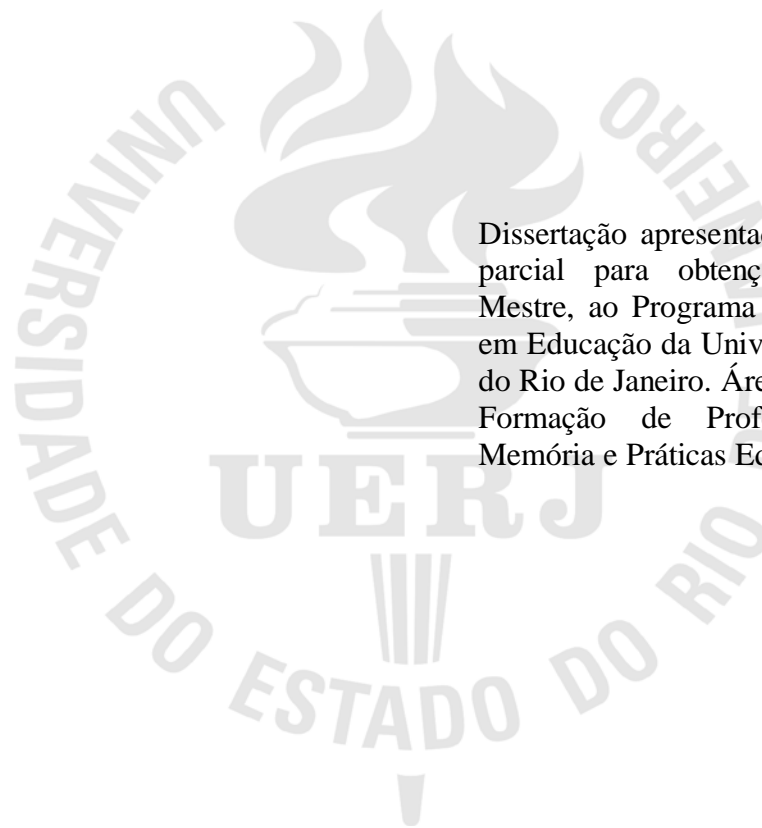 UNIVERSIDADE DO ESTADO DO RIO
UERJ
Dissertação
parcial para
Mestre, ao Programa
em Educação da
do Rio de Janeiro.
Formação de
Memória e Práticas